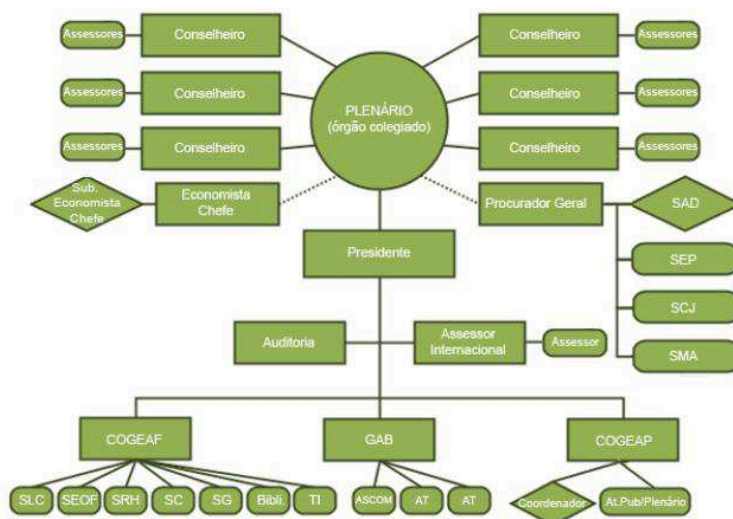 Assessores
Conselheiro
Conselheiro
Assessores
Assessores
Conselheiro
PLENÁRIO
(órgão colegiado)
Conselheiro
Assessores
Assessores
Conselheiro
Conselheiro
Assessores
Sub.
Economista
Chefe
Economista
Chefe
Procurador Geral
SAD
Presidente
SEP
SCJ
SMA
Auditoria
Assessor
Internacional
Assessor
COGEAF
GAB
COGEAP
SLC
SEOF
SRH
SC
SG
Bibli.
TI
ASCOM
AT
AT
Coordenador
At.Pub/Plenário